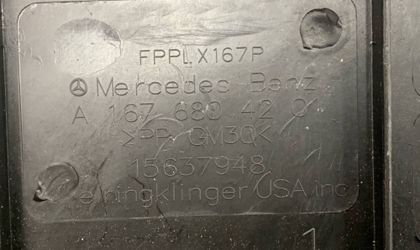 FPPLX167P
Mercedes-Benz
A 167 680 42 0
>PP GM30<
15637948
elringklinger USA.inc
1